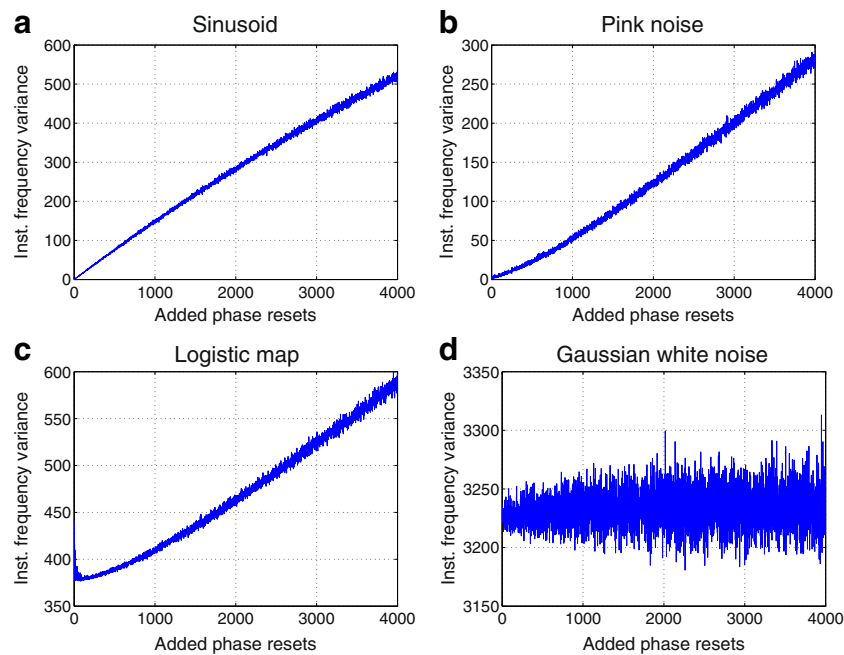 a
Sinusoid
600
500
400
300
200
100
0
Inst. frequency variance
0 1000 2000 3000 4000
Added phase resets
b
Pink noise
300
250
200
150
100
50
0
Inst. frequency variance
0 1000 2000 3000 4000
Added phase resets
c
Logistic map
600
550
500
450
400
350
Inst. frequency variance
0 1000 2000 3000 4000
Added phase resets
d
Gaussian white noise
3350
3300
3250
3200
3150
Inst. frequency variance
0 1000 2000 3000 4000
Added phase resets